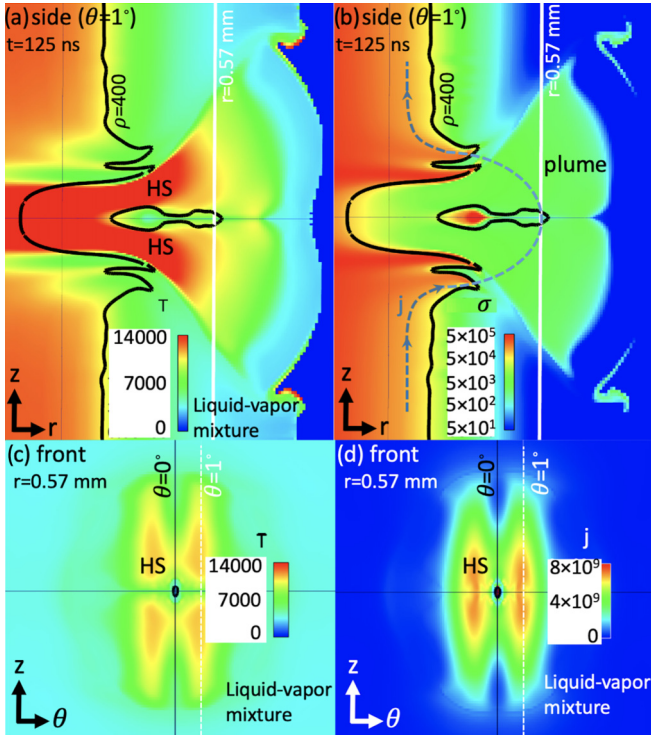 (a) side (θ=1°)
t=125 ns
ρ=400
r=0.57 mm
HS
HS
T
14000
7000
0
Liquid-vapor
mixture
z
r
(b) side (θ=1°)
t=125 ns
ρ=400
r=0.57 mm
plume
j
σ
5×10⁵
5×10⁴
5×10³
5×10²
5×10¹
z
r
(c) front
r=0.57 mm
θ=0°
θ=1°
HS
T
14000
7000
0
Liquid-vapor
mixture
z
θ
(d) front
r=0.57 mm
θ=0°
θ=1°
HS
j
8×10⁹
4×10⁹
0
Liquid-vapor
mixture
z
θ